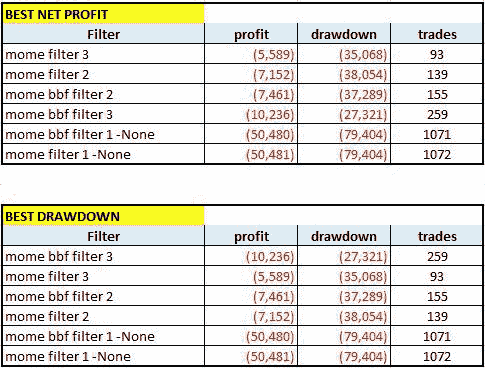 BEST NET PROFIT
Filter profit drawdown trades
mome filter 3 (5,589) (35,068) 93
mome filter 2 (7,152) (38,054) 139
mome bbf filter 2 (7,461) (37,289) 155
mome bbf filter 3 (10,236) (27,321) 259
mome bbf filter 1 -None (50,480) (79,404) 1071
mome filter 1 -None (50,481) (79,404) 1072
BEST DRAWDOWN
Filter profit drawdown trades
mome bbf filter 3 (10,236) (27,321) 259
mome filter 3 (5,589) (35,068) 93
mome bbf filter 2 (7,461) (37,289) 155
mome filter 2 (7,152) (38,054) 139
mome bbf filter 1 -None (50,480) (79,404) 1071
mome filter 1 -None (50,481) (79,404) 1072